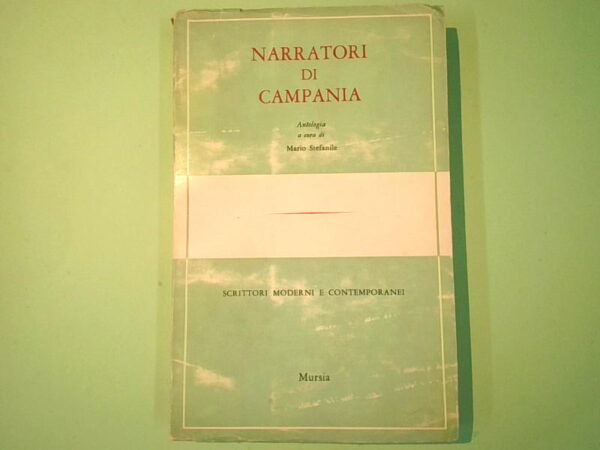 NARRATORI
DI
CAMPANIA
Antologia
a cura di
Mario Stefanile
SCRITTORI MODERNI E CONTEMPORANEI
Mursia